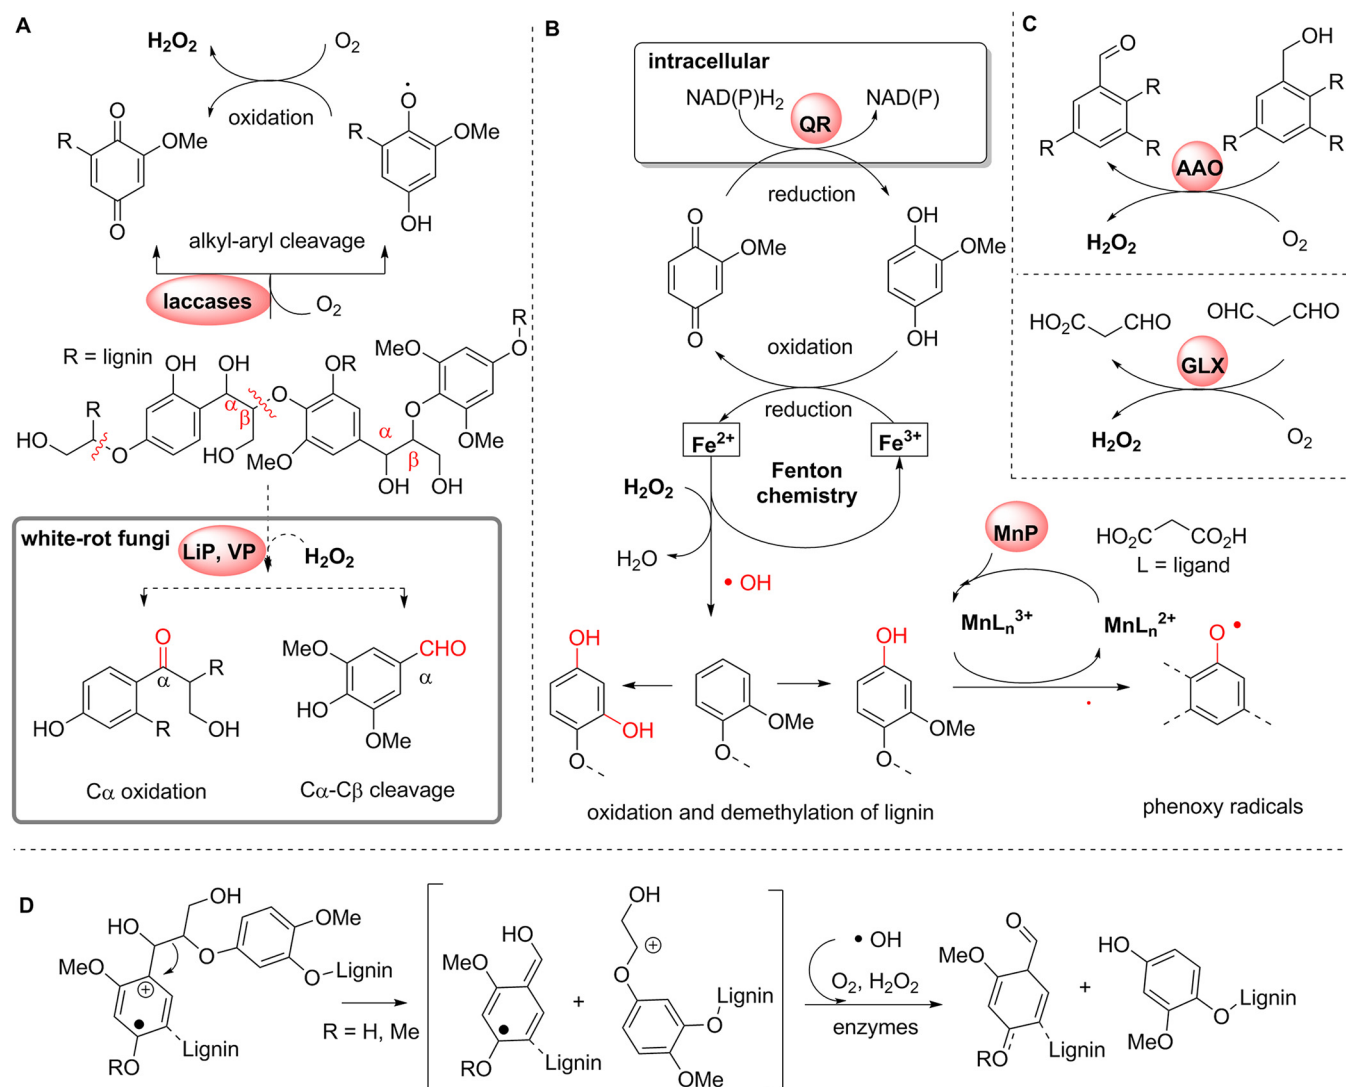 A
H2O2
O2
oxidation
R
O
O
OMe
O•
R
OMe
OH
alkyl-aryl cleavage
laccases
O2
R = lignin
OH
OH
OR
MeO
O
R
OMe
R
HO
O
α
β
HO
O
MeO
α
β
OH
OH
O
OMe
white-rot fungi
LiP, VP
H2O2
O
α
R
HO
R
OH
Cα oxidation
MeO
CHO
α
HO
OMe
Cα-Cβ cleavage
B
intracellular
NAD(P)H2
QR
NAD(P)
reduction
O
OMe
O
OH
OMe
OH
oxidation
reduction
Fe2+
Fe3+
Fenton
chemistry
H2O2
H2O
• OH
OH
OH
O
OMe
O
OH
OMe
O
oxidation and demethylation of lignin
MnP
HO2C CO2H
L = ligand
MnLn3+
MnLn2+
O •
phenoxy radicals
C
O
R
R
R
OH
R
R
R
AAO
H2O2
O2
HO2C CHO
OHC CHO
GLX
H2O2
O2
D
OH
HO
OMe
O
O
Lignin
MeO
+
•
RO
Lignin
R = H, Me
HO
MeO
•
RO
Lignin
+
OH
+
O
Lignin
O
OMe
• OH
O2, H2O2
enzymes
O
MeO
RO
Lignin
+
HO
Lignin
O
MeO